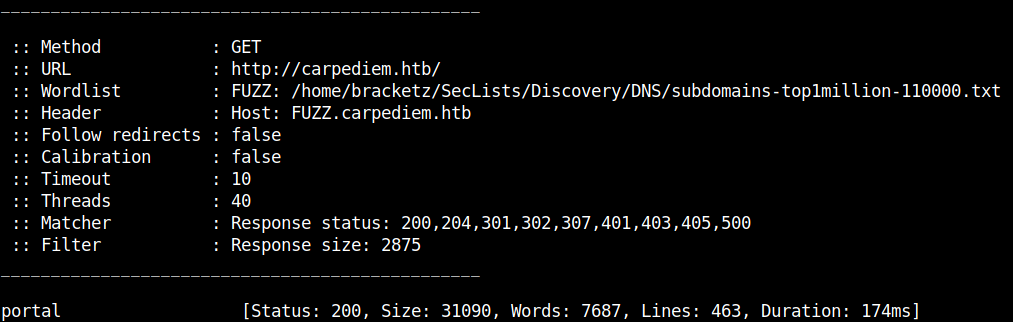 ________________________________________________
:: Method : GET
:: URL : http://carpediem.htb/
:: Wordlist : FUZZ: /home/bracketz/SecLists/Discovery/DNS/subdomains-top1million-110000.txt
:: Header : Host: FUZZ.carpediem.htb
:: Follow redirects : false
:: Calibration : false
:: Timeout : 10
:: Threads : 40
:: Matcher : Response status: 200,204,301,302,307,401,403,405,500
:: Filter : Response size: 2875
________________________________________________
portal [Status: 200, Size: 31090, Words: 7687, Lines: 463, Duration: 174ms]